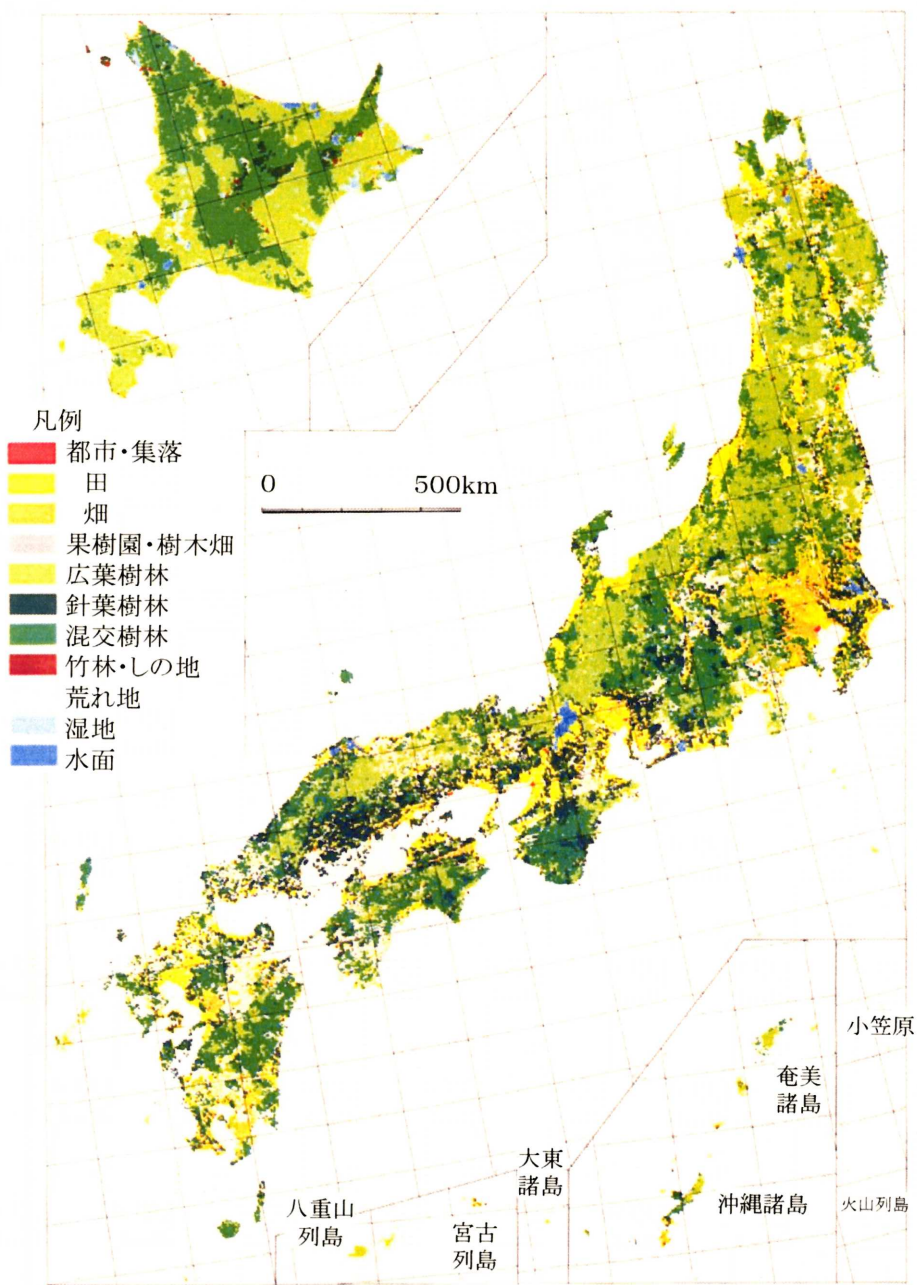 凡例
都市・集落
田
畑
果樹園・樹木畑
広葉樹林
針葉樹林
混交樹林
竹林・しの地
荒れ地
湿地
水面
0 500km
小笠原
奄美
諸島
大東
諸島
沖縄諸島
火山列島
八重山
列島
宮古
列島